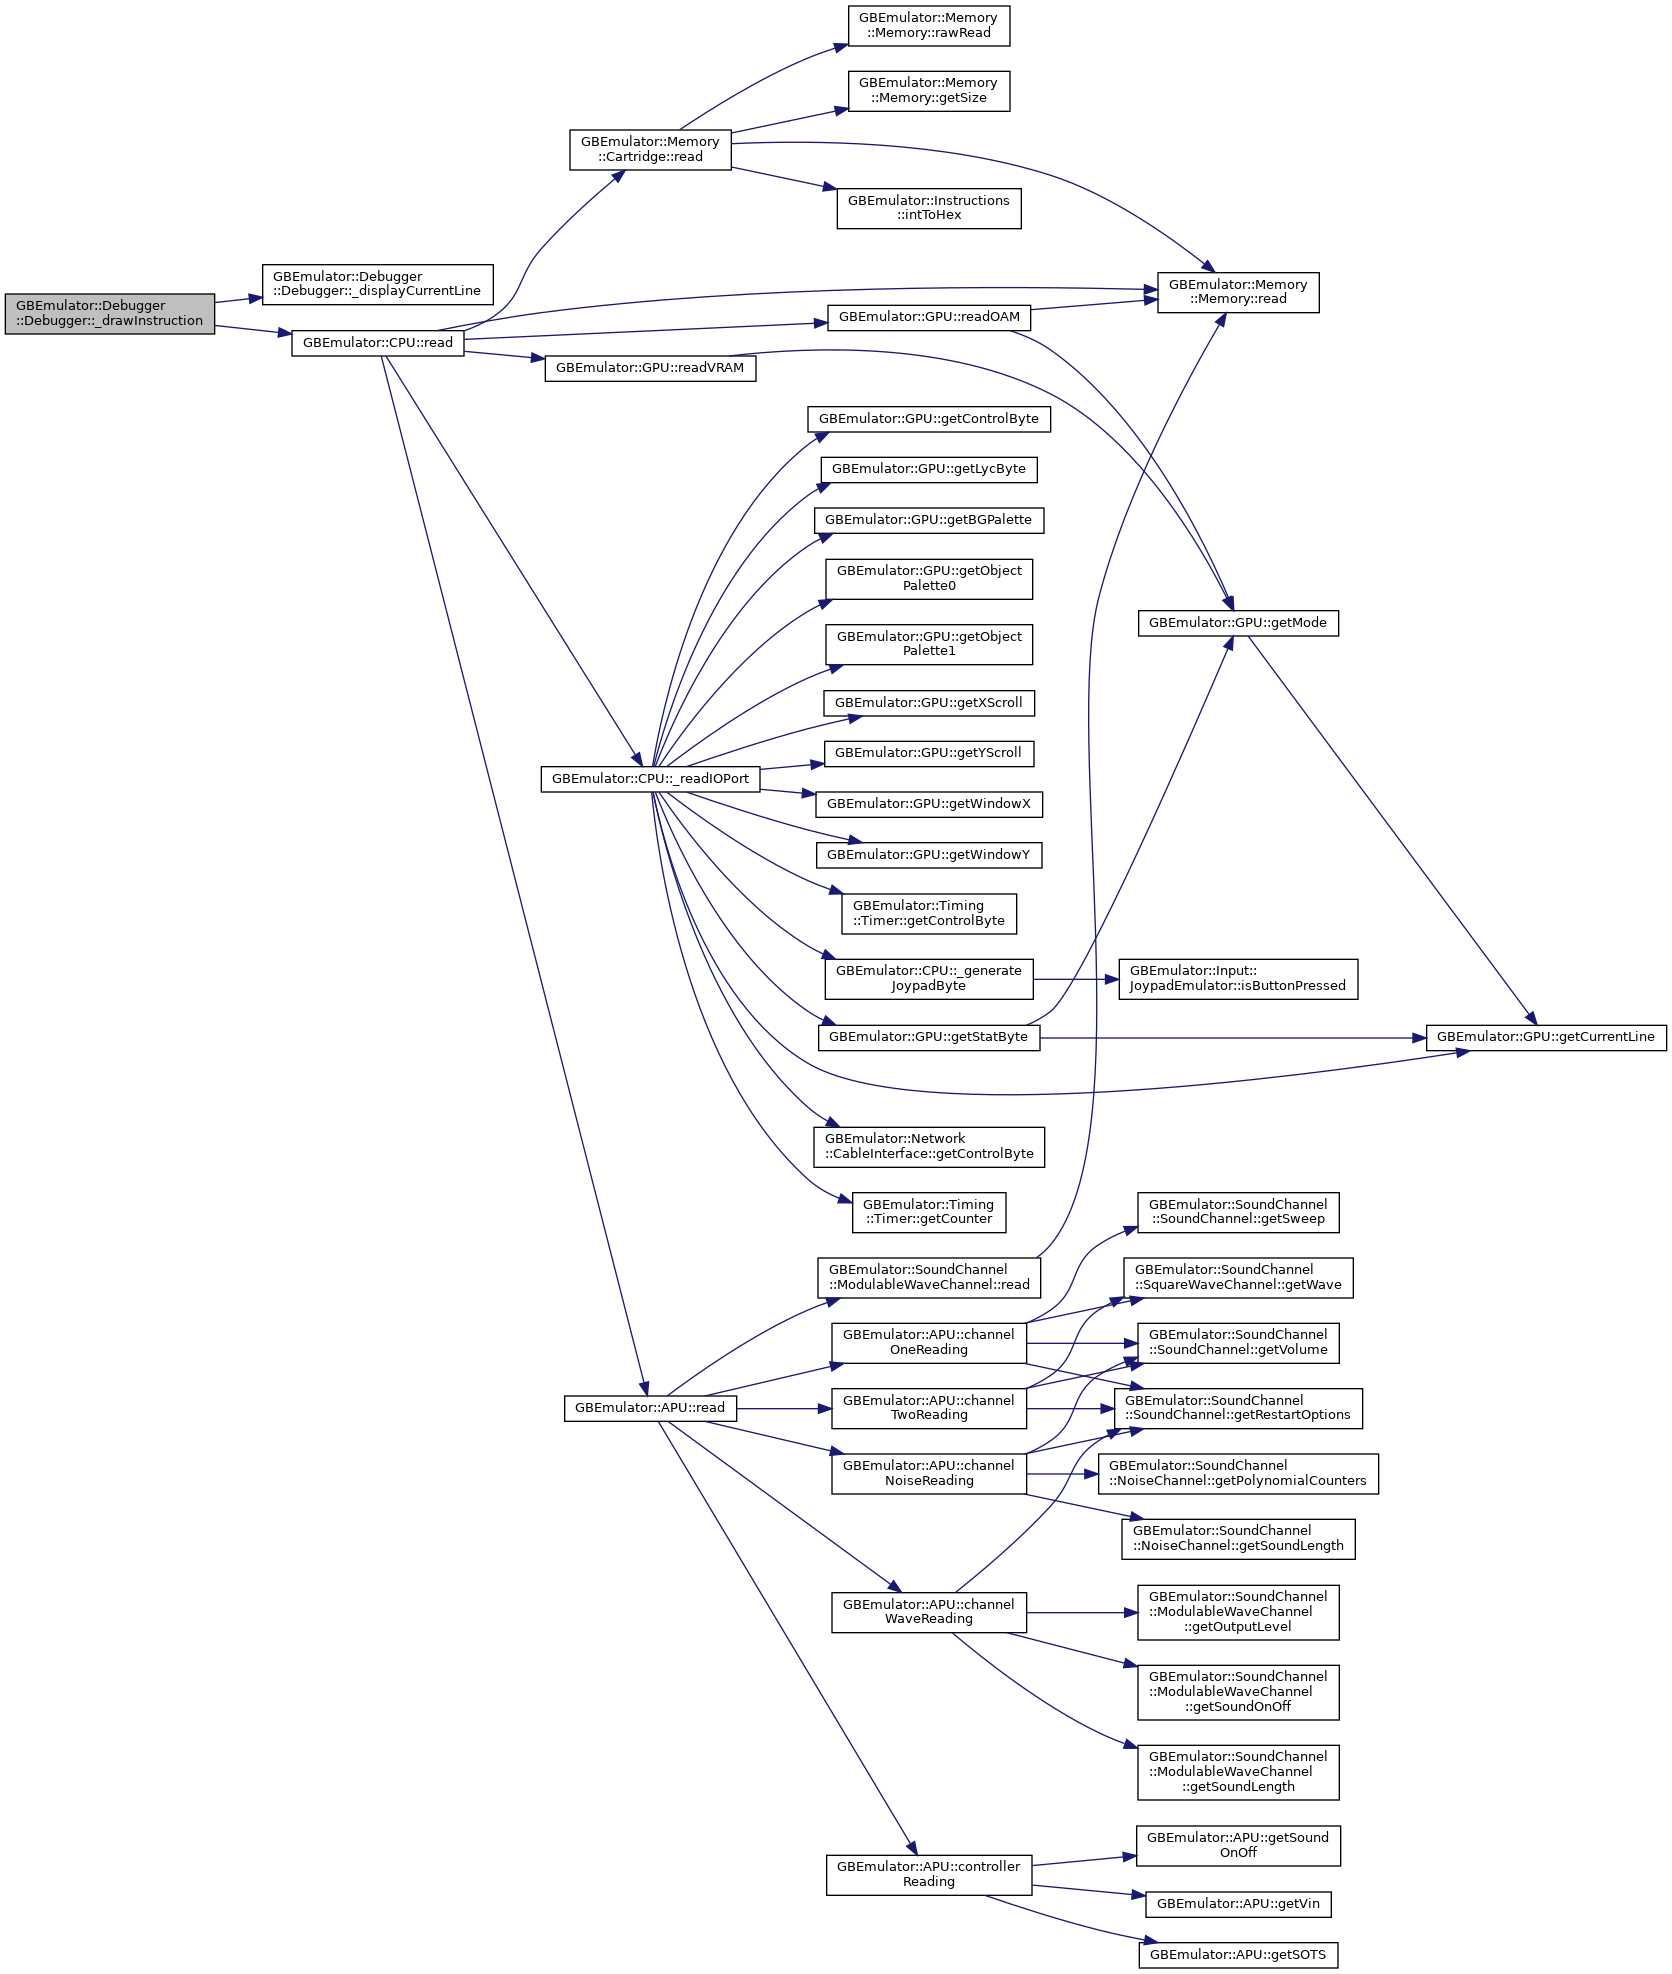 GBEmulator::Memory
::Memory::rawRead
GBEmulator::Memory
::Memory::getSize
GBEmulator::Memory
::Cartridge::read
GBEmulator::Instructions
::intToHex
GBEmulator::Debugger
::Debugger::_displayCurrentLine
GBEmulator::Memory
::Memory::read
GBEmulator::Debugger
::Debugger::_drawInstruction
GBEmulator::GPU::readOAM
GBEmulator::CPU::read
GBEmulator::GPU::readVRAM
GBEmulator::GPU::getControlByte
GBEmulator::GPU::getLycByte
GBEmulator::GPU::getBGPalette
GBEmulator::GPU::getObject
Palette0
GBEmulator::GPU::getMode
GBEmulator::GPU::getObject
Palette1
GBEmulator::GPU::getXScroll
GBEmulator::GPU::getYScroll
GBEmulator::CPU::_readIOPort
GBEmulator::GPU::getWindowX
GBEmulator::GPU::getWindowY
GBEmulator::Timing
::Timer::getControlByte
GBEmulator::CPU::_generate
JoypadByte
GBEmulator::Input::
JoypadEmulator::isButtonPressed
GBEmulator::GPU::getStatByte
GBEmulator::GPU::getCurrentLine
GBEmulator::Network
::CableInterface::getControlByte
GBEmulator::Timing
::Timer::getCounter
GBEmulator::SoundChannel
::SoundChannel::getSweep
GBEmulator::SoundChannel
::ModulableWaveChannel::read
GBEmulator::SoundChannel
::SquareWaveChannel::getWave
GBEmulator::APU::channel
OneReading
GBEmulator::SoundChannel
::SoundChannel::getVolume
GBEmulator::APU::read
GBEmulator::APU::channel
TwoReading
GBEmulator::SoundChannel
::SoundChannel::getRestartOptions
GBEmulator::APU::channel
NoiseReading
GBEmulator::SoundChannel
::NoiseChannel::getPolynomialCounters
GBEmulator::SoundChannel
::NoiseChannel::getSoundLength
GBEmulator::APU::channel
WaveReading
GBEmulator::SoundChannel
::ModulableWaveChannel
::getOutputLevel
GBEmulator::SoundChannel
::ModulableWaveChannel
::getSoundOnOff
GBEmulator::SoundChannel
::ModulableWaveChannel
::getSoundLength
GBEmulator::APU::getSound
OnOff
GBEmulator::APU::controller
Reading
GBEmulator::APU::getVin
GBEmulator::APU::getSOTS